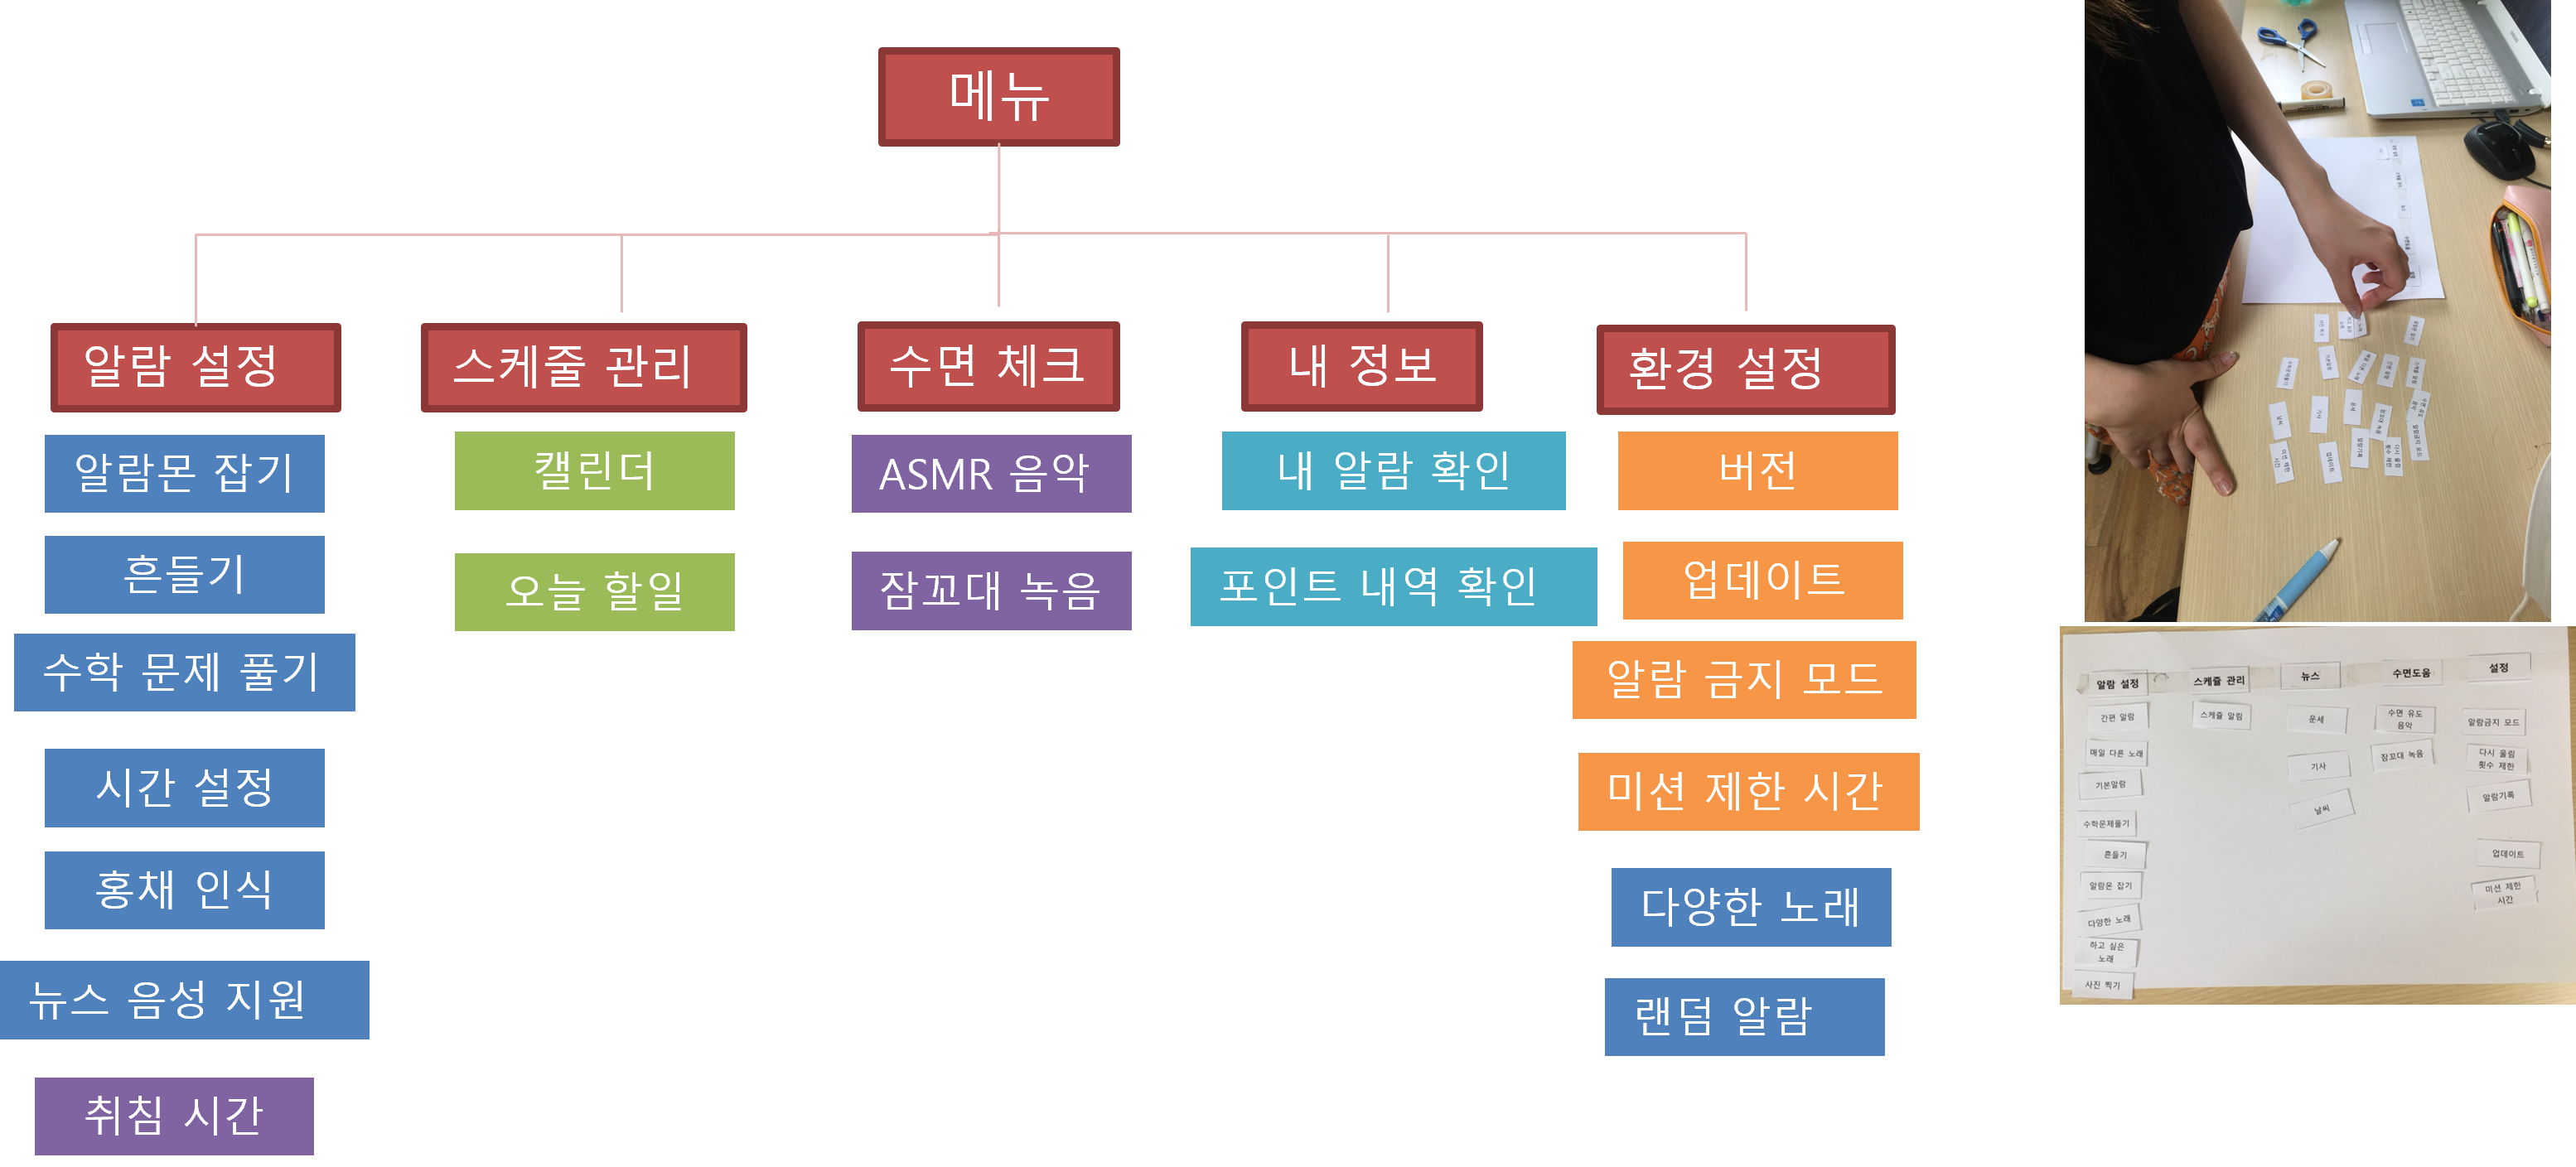 메뉴
알람 설정
스케줄 관리
수면 체크
내 정보
환경 설정
알람몬 잡기
흔들기
수학 문제 풀기
시간 설정
홍채 인식
뉴스 음성 지원
취침 시간
캘린더
오늘 할일
ASMR 음악
잠꼬대 녹음
내 알람 확인
포인트 내역 확인
버전
업데이트
알람 금지 모드
미션 제한 시간
다양한 노래
랜덤 알람
알람 설정
간편 알람
매일 다른 노래
기본알람
수학문제풀기
흔들기
알람몬 잡기
다양한 노래
하고 싶은
노래
사진 찍기
스케쥴 관리
스케쥴 알림
뉴스
운세
기사
날씨
수면도움
수면 유도
음악
잠꼬대 녹음
설정
알람금지 모드
다시 울림
횟수 제한
알람기록
업데이트
미션 제한
시간